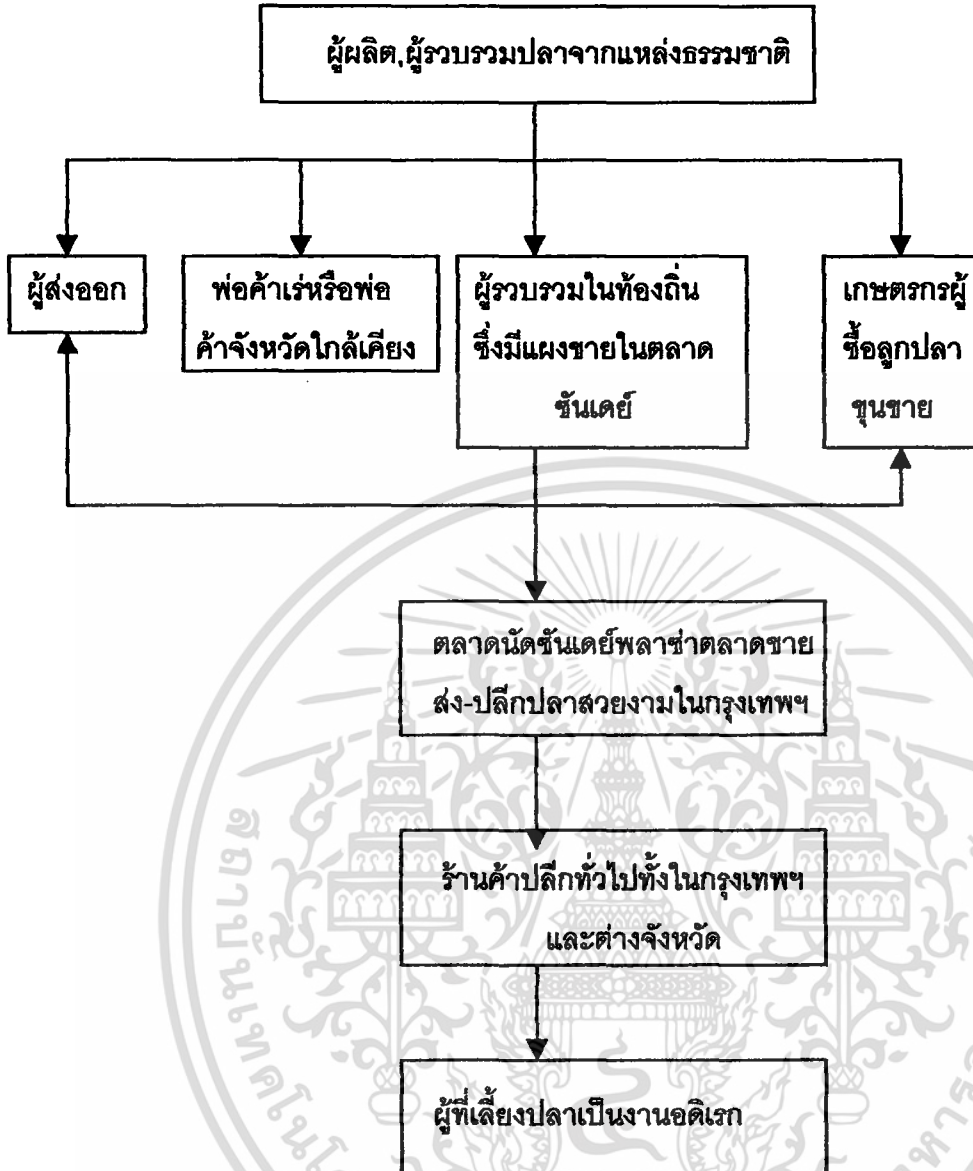 ผู้ผลิต,ผู้รวบรวมปลาจากแหล่งธรรมชาติ
ผู้ส่งออก
พ่อค้าเร่หรือพ่อ
ค้าจังหวัดใกล้เคียง
ผู้รวบรวมในท้องถิ่น
ซึ่งมีแผงขายในตลาด
ซันเดย์
เกษตรกรผู้
ซื้อลูกปลา
ขุนขาย
ตลาดนัดซันเดย์พลาซ่าตลาดขาย
ส่ง-ปลีกปลาสวยงามในกรุงเทพฯ
ร้านค้าปลีกทั่วไปทั้งในกรุงเทพฯ
และต่างจังหวัด
ผู้ที่เลี้ยงปลาเป็นงานอดิเรก
สถาบันเทคโนโ